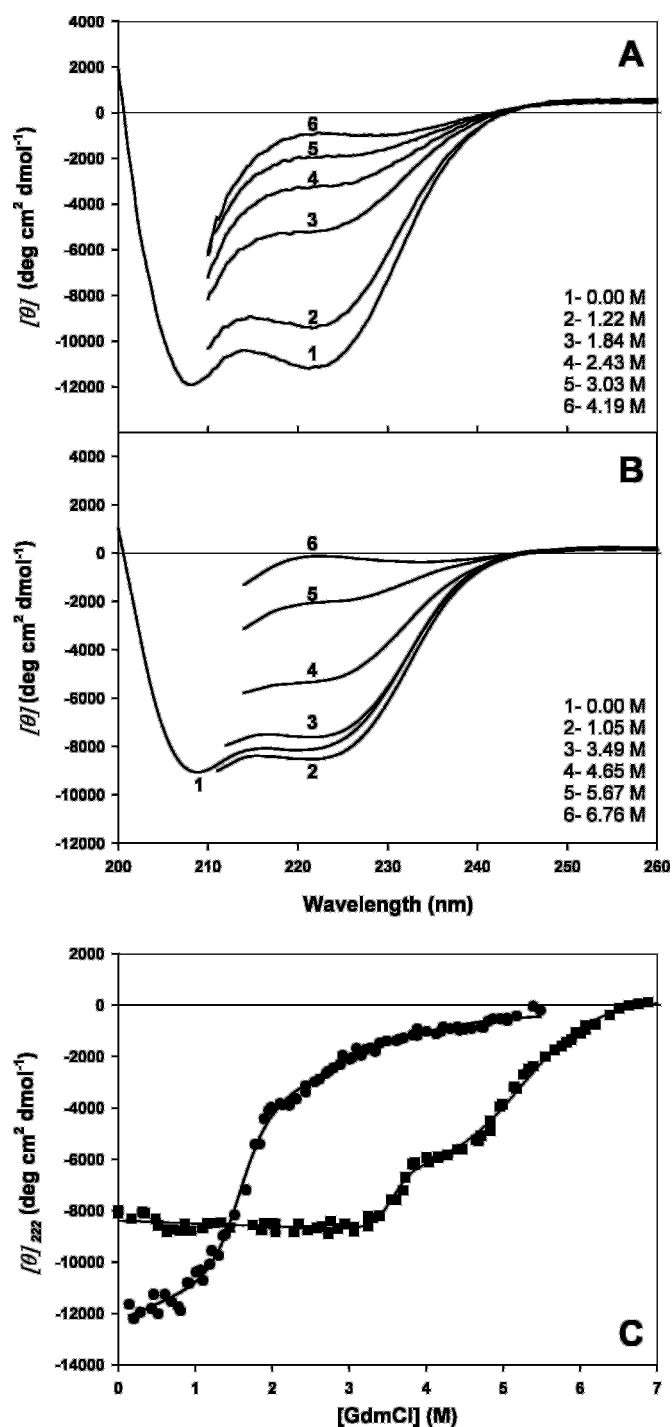 A
4000
2000
0
-2000
-4000
-6000
-8000
-10000
-12000
[θ] (deg cm² dmol⁻¹)
6
5
4
3
2
1
1- 0.00 M
2- 1.22 M
3- 1.84 M
4- 2.43 M
5- 3.03 M
6- 4.19 M
B
4000
2000
0
-2000
-4000
-6000
-8000
-10000
-12000
[θ] (deg cm² dmol⁻¹)
6
5
4
3
1
2
1- 0.00 M
2- 1.05 M
3- 3.49 M
4- 4.65 M
5- 5.67 M
6- 6.76 M
200 210 220 230 240 250 260
Wavelength (nm)
2000
0
-2000
-4000
-6000
-8000
-10000
-12000
-14000
[θ]₂₂₂ (deg cm² dmol⁻¹)
C
0 1 2 3 4 5 6 7
[GdmCl] (M)